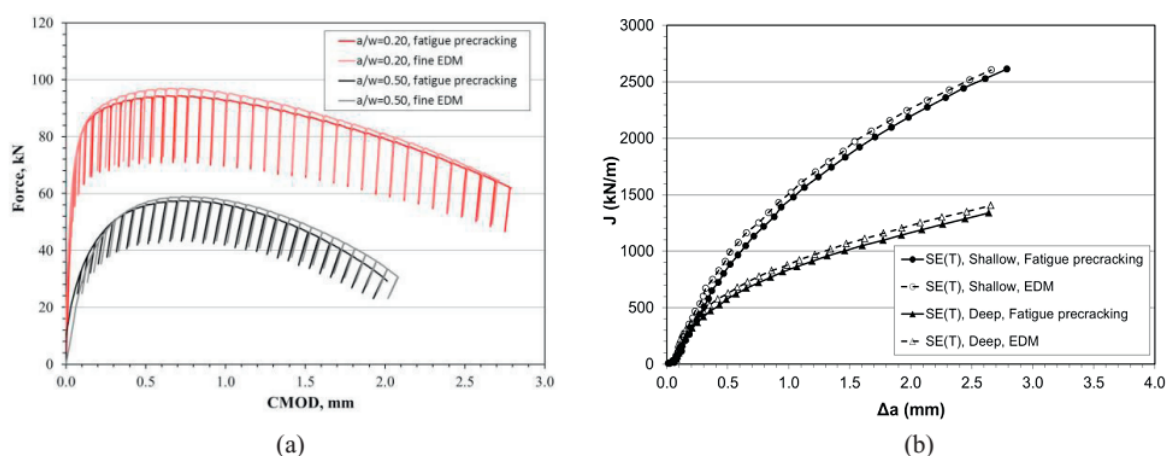 120
100
80
60
40
20
0
Force, kN
a/w=0.20, fatigue precracking
a/w=0.20, fine EDM
a/w=0.50, fatigue precracking
a/w=0.50, fine EDM
0.0 0.5 1.0 1.5 2.0 2.5 3.0
CMOD, mm
(a)
3000
2500
2000
1500
1000
500
0
J (kN/m)
SE(T), Shallow, Fatigue precracking
SE(T), Shallow, EDM
SE(T), Deep, Fatigue precracking
SE(T), Deep, EDM
0.0 0.5 1.0 1.5 2.0 2.5 3.0 3.5 4.0
Δa (mm)
(b)